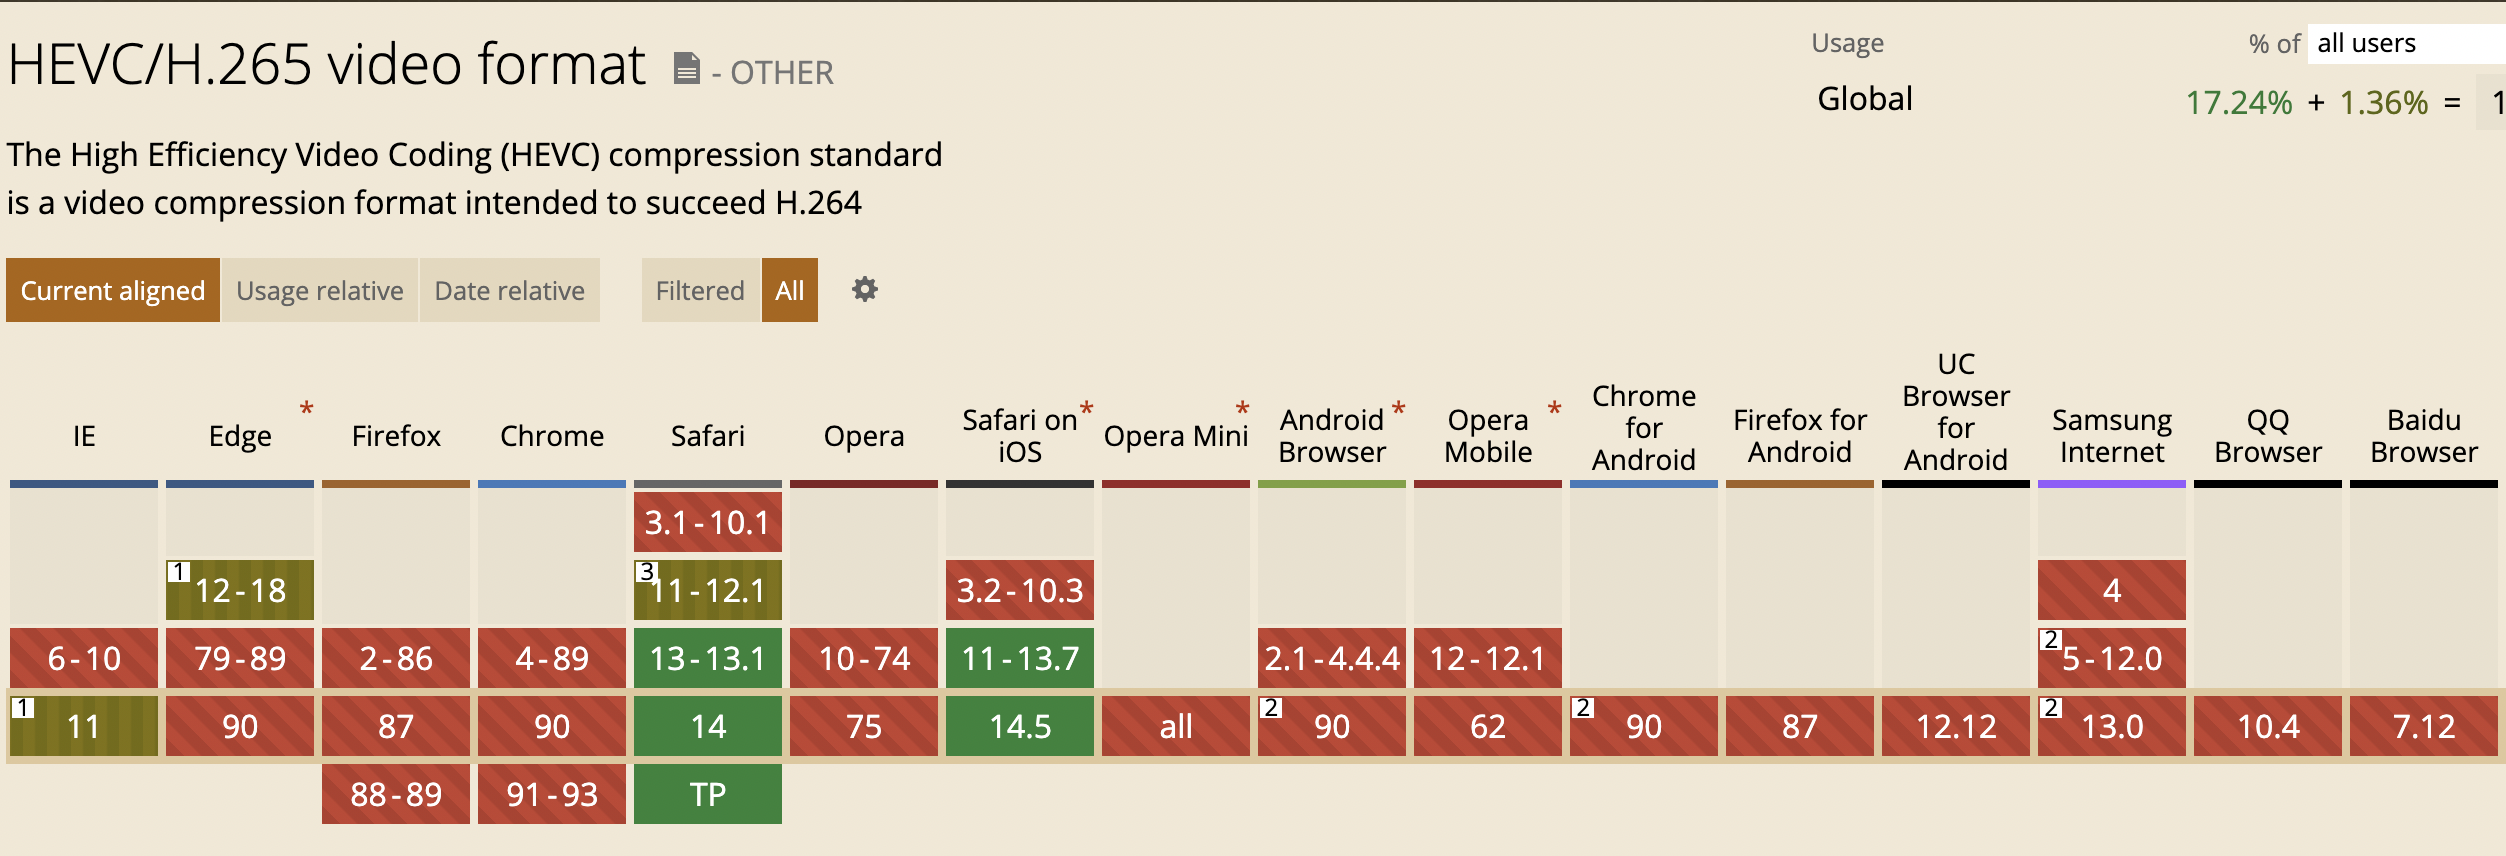 HEVC/H.265 video format - OTHER
Usage % of all users
Global 17.24% + 1.36% = 1
The High Efficiency Video Coding (HEVC) compression standard
is a video compression format intended to succeed H.264
Current aligned Usage relative Date relative Filtered All
IE
Edge *
Firefox
Chrome
Safari
Opera
Safari on *
iOS
Opera Mini *
Android *
Browser
Opera *
Mobile
Chrome
for
Android
Firefox for
Android
UC
Browser
for
Android
Samsung
Internet
QQ
Browser
Baidu
Browser
3.1-10.1
1 12-18 3 11-12.1 3.2-10.3 4
6-10 79-89 2-86 4-89 13-13.1 10-74 11-13.7 2.1-4.4.4 12-12.1 2 5-12.0
1 11 90 87 90 14 75 14.5 all 2 90 62 2 90 87 12.12 2 13.0 10.4 7.12
88-89 91-93 TP